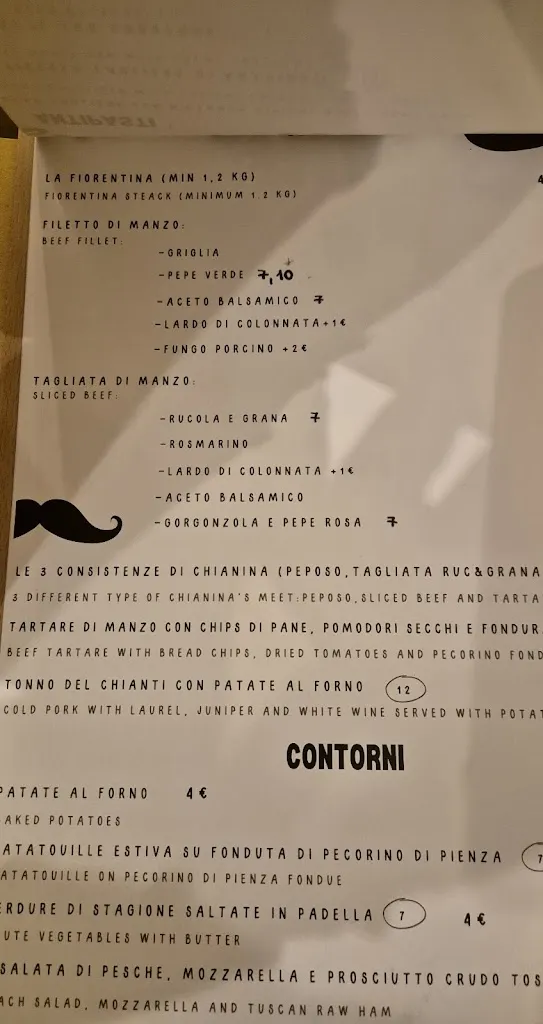 ANTIPASTI
LA FIORENTINA (MIN 1,2 KG)
FIORENTINA STEACK (MINIMUM 1.2 KG)
FILETTO DI MANZO:
BEEF FILLET:
-GRIGLIA
-PEPE VERDE 7,10
-ACETO BALSAMICO 7
-LARDO DI COLONNATA+1€
-FUNGO PORCINO +2€
TAGLIATA DI MANZO:
SLICED BEEF:
-RUCOLA E GRANA 7
-ROSMARINO
-LARDO DI COLONNATA +1€
-ACETO BALSAMICO
-GORGONZOLA E PEPE ROSA 7
LE 3 CONSISTENZE DI CHIANINA (PEPOSO,TAGLIATA RUC&GRANA
3 DIFFERENT TYPE OF CHIANINA'S MEET:PEPOSO,SLICED BEEF AND TARTA
TARTARE DI MANZO CON CHIPS DI PANE, POMODORI SECCHI E FONDUR
BEEF TARTARE WITH BREAD CHIPS, DRIED TOMATOES AND PECORINO FOND
TONNO DEL CHIANTI CON PATATE AL FORNO 12
COLD PORK WITH LAUREL, JUNIPER AND WHITE WINE SERVED WITH POTAT
CONTORNI
PATATE AL FORNO 4 €
AKED POTATOES
ATATOUILLE ESTIVA SU FONDUTA DI PECORINO DI PIENZA 7
ATATOUILLE ON PECORINO DI PIENZA FONDUE
ERDURE DI STAGIONE SALTATE IN PADELLA 7 4 €
UTE VEGETABLES WITH BUTTER
SALATA DI PESCHE, MOZZARELLA E PROSCIUTTO CRUDO TOS
ACH SALAD, MOZZARELLA AND TUSCAN RAW HAM